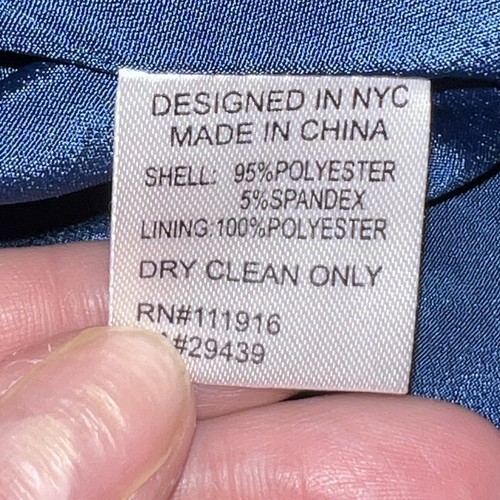 DESIGNED IN NYC
MADE IN CHINA
SHELL: 95%POLYESTER
5%SPANDEX
LINING:100%POLYESTER
DRY CLEAN ONLY
RN#111916
#29439